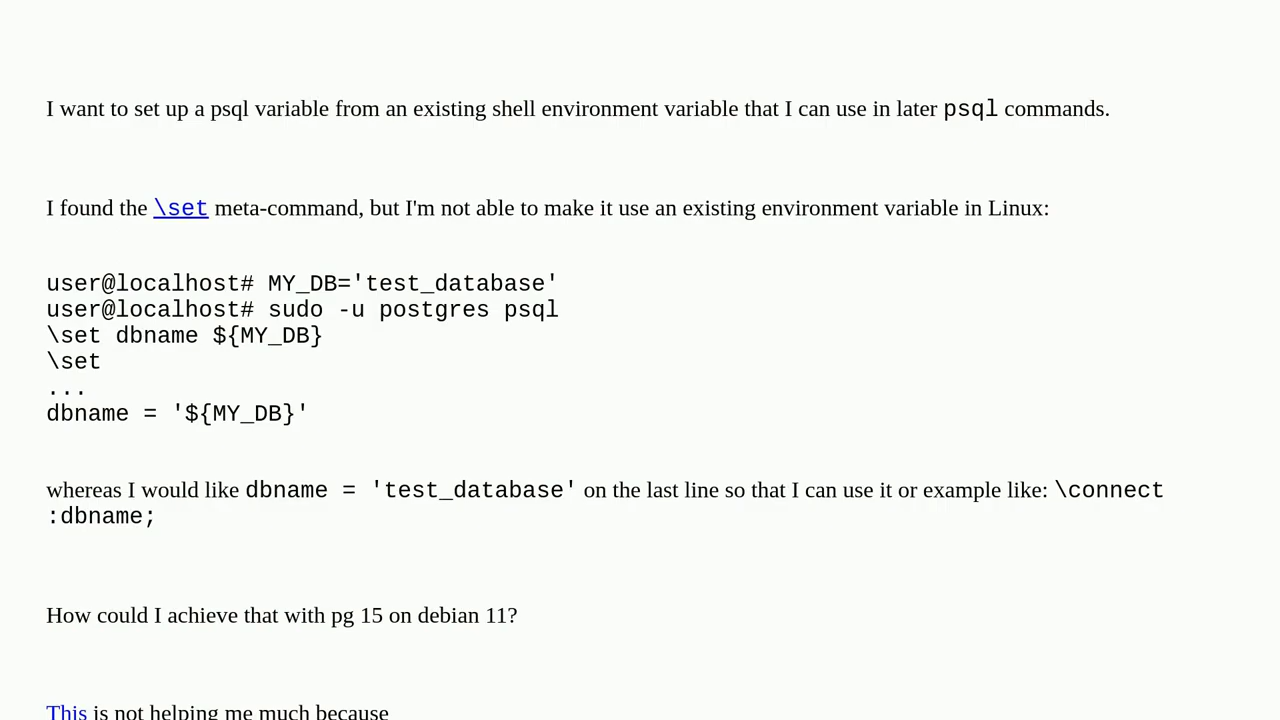 I want to set up a psql variable from an existing shell environment variable that I can use in later psql commands.
I found the \set meta-command, but I'm not able to make it use an existing environment variable in Linux:
user@localhost# MY_DB='test_database'
user@localhost# sudo -u postgres psql
\set dbname ${MY_DB}
\set
...
dbname = '${MY_DB}'
whereas I would like dbname = 'test_database' on the last line so that I can use it or example like: \connect
:dbname;
How could I achieve that with pg 15 on debian 11?
This is not helping me much because